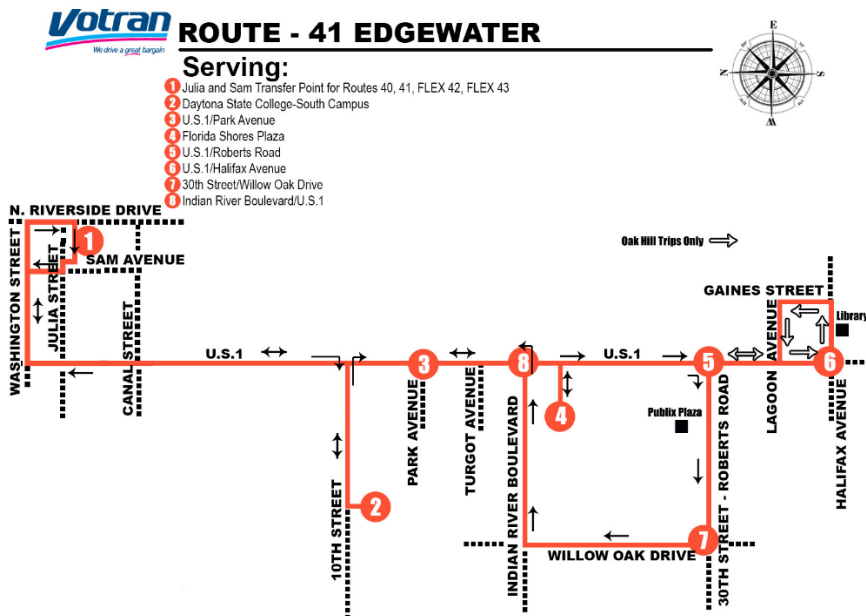 Votran
We drive a great bargain
ROUTE - 41 EDGEWATER
Serving:
1 Julia and Sam Transfer Point for Routes 40, 41, FLEX 42, FLEX 43
2 Daytona State College-South Campus
3 U.S.1/Park Avenue
4 Florida Shores Plaza
5 U.S.1/Roberts Road
6 U.S.1/Halifax Avenue
7 30th Street/Willow Oak Drive
8 Indian River Boulevard/U.S.1
E
N
S
W
N. RIVERSIDE DRIVE
1
SAM AVENUE
WASHINGTON STREET
JULIA STREET
CANAL STREET
Oak Hill Trips Only
GAINES STREET
LAGOON AVENUE
Library
U.S.1
3
8
U.S.1
5
6
4
PARK AVENUE
TURGOT AVENUE
INDIAN RIVER BOULEVARD
Publix Plaza
30TH STREET - ROBERTS ROAD
HALIFAX AVENUE
10TH STREET
2
7
WILLOW OAK DRIVE